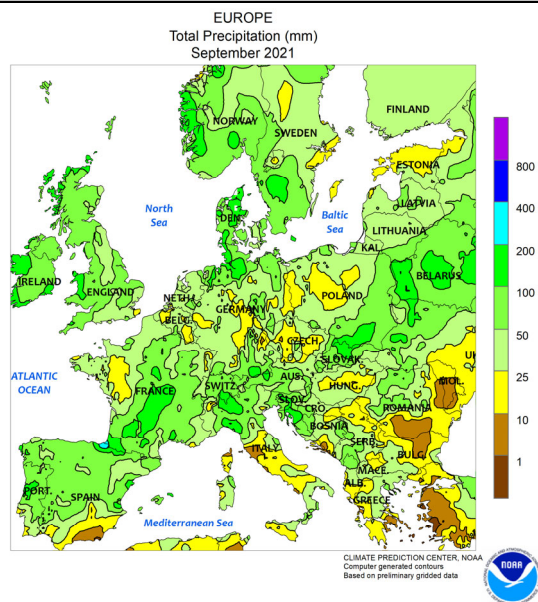 EUROPE
Total Precipitation (mm)
September 2021
FINLAND
NORWAY
SWEDEN
ESTONIA
LATVIA
North
Sea
DEN.
Baltic
Sea
LITHUANIA
KAL.
IRELAND
ENGLAND
NETH.
BELG.
GERMANY
POLAND
BELARUS
CZECH.
SLOVAK.
ATLANTIC
OCEAN
FRANCE
SWITZ.
AUS.
HUNG.
MOL.
SLOV.
CRO.
ROMANIA
BOSNIA
SERB.
BULG.
ITALY
MACE.
ALB.
GREECE
PORT.
SPAIN
Mediterranean Sea
800
400
200
100
50
25
10
1
CLIMATE PREDICTION CENTER, NOAA
Computer generated contours
Based on preliminary gridded data
NOAA